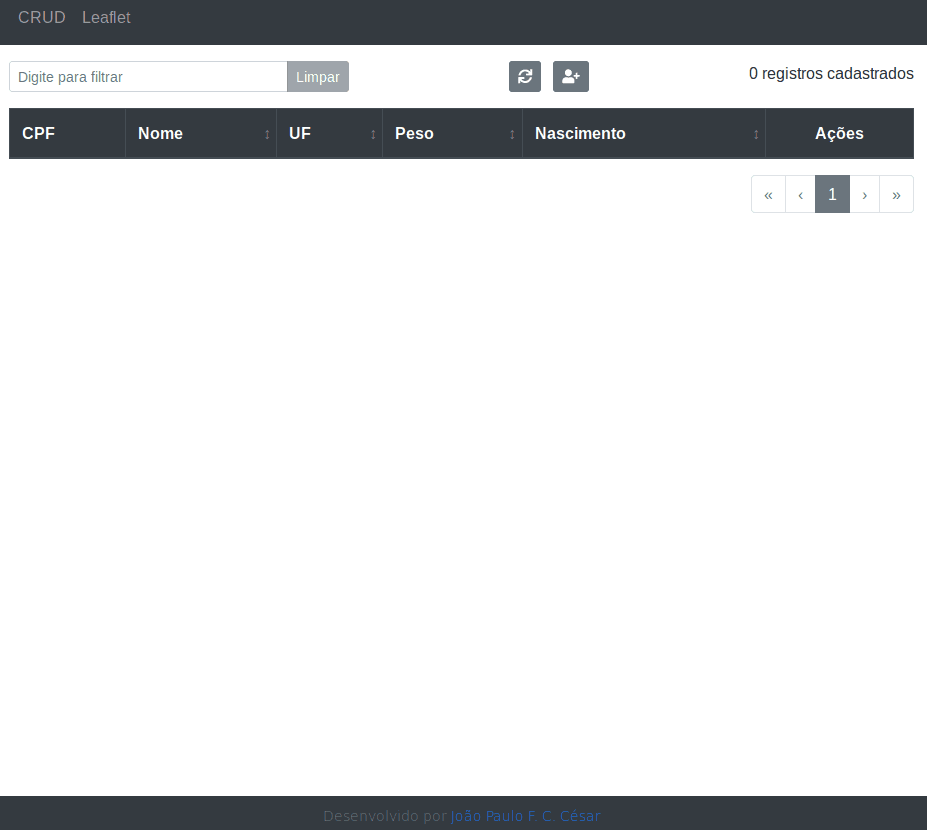 CRUD Leaflet
Digite para filtrar Limpar 0 registros cadastrados
CPF Nome ↕ UF ↕ Peso ↕ Nascimento ↕ Ações
« ‹ 1 › »
Desenvolvido por João Paulo F. C. César